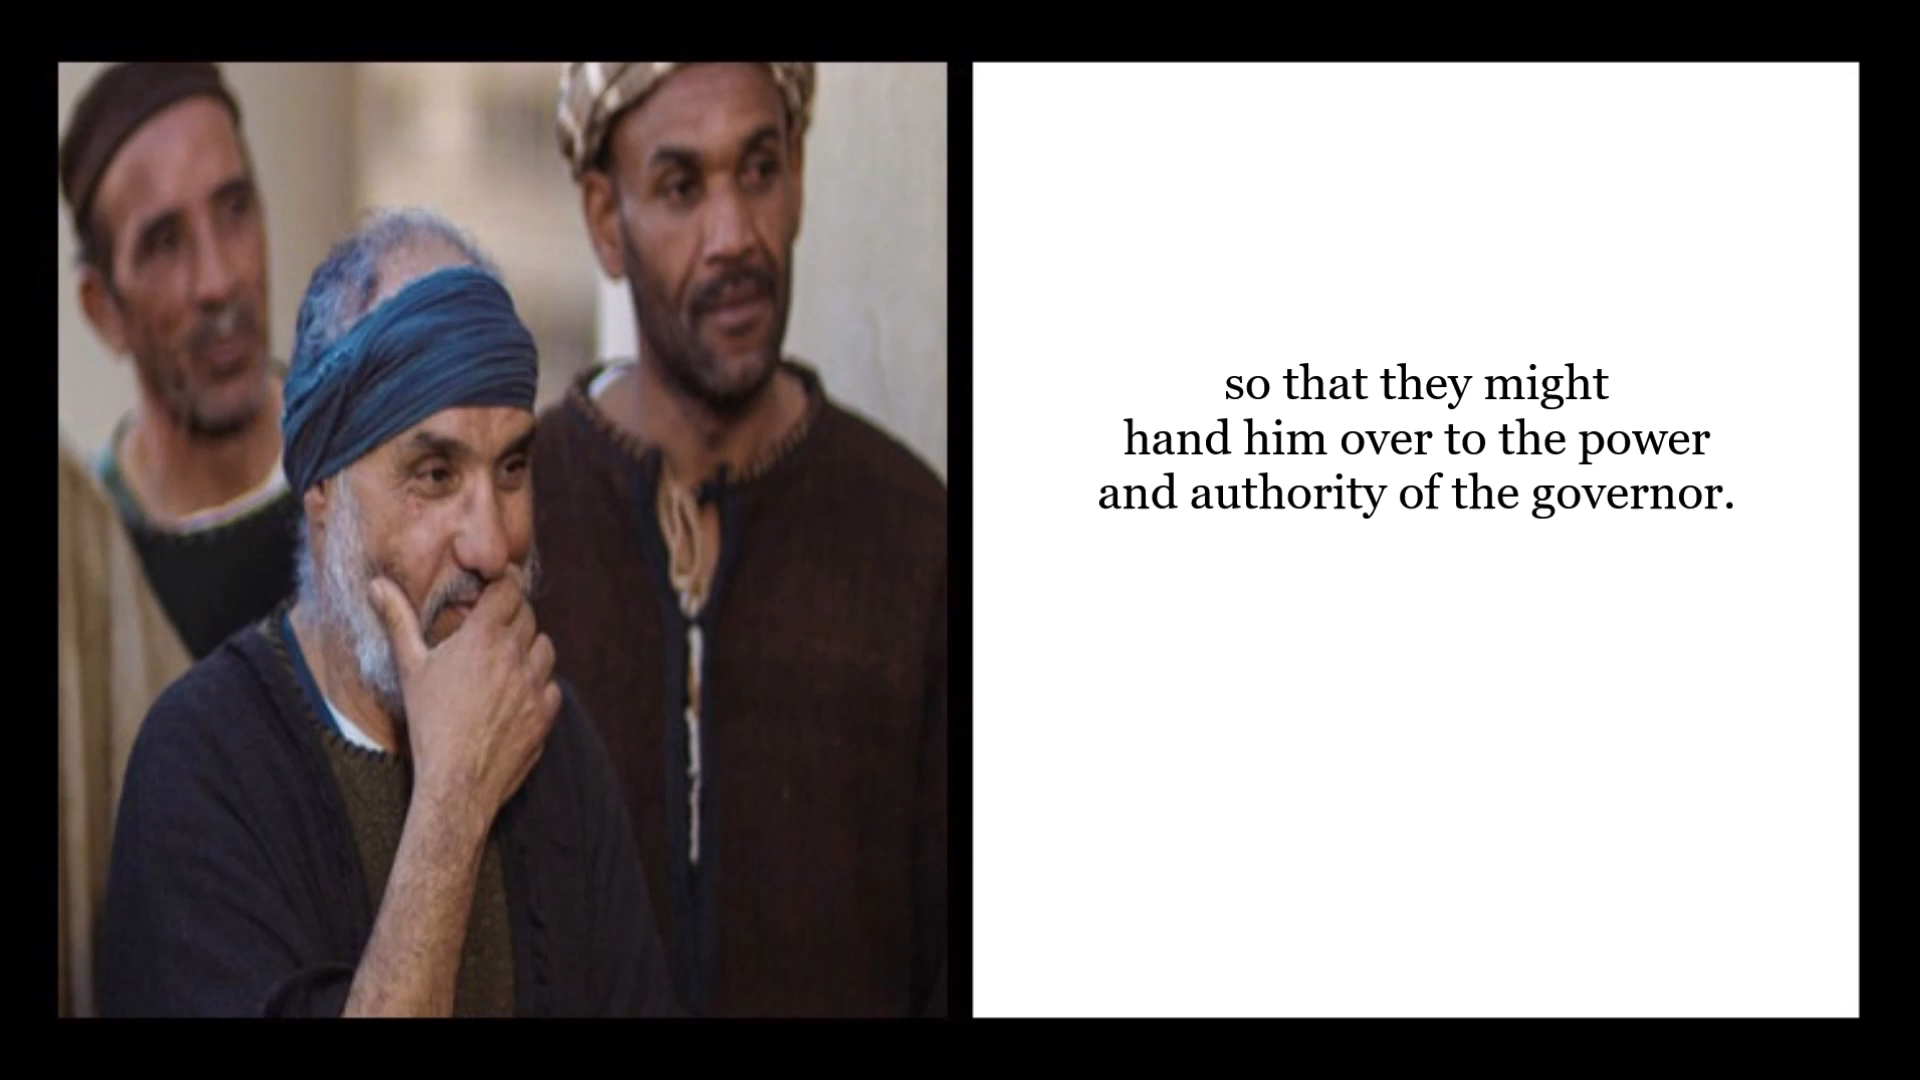 so that they might
hand him over to the power
and authority of the governor.